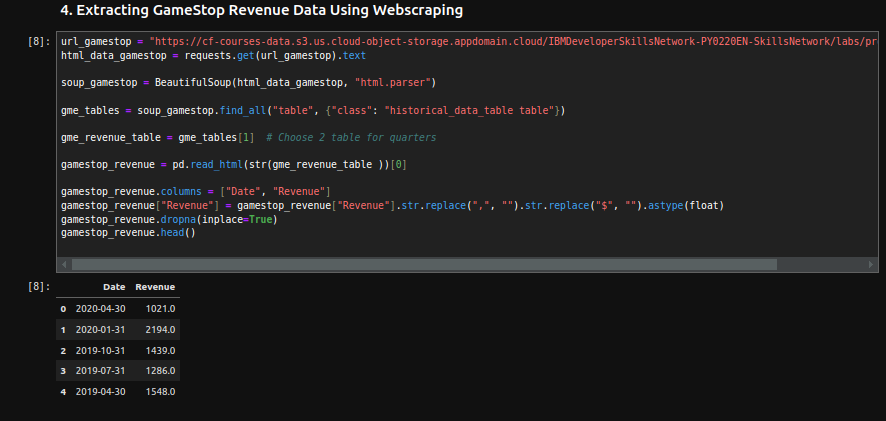 4. Extracting GameStop Revenue Data Using Webscraping
[8]: url_gamestop = "https://cf-courses-data.s3.us.cloud-object-storage.appdomain.cloud/IBMDeveloperSkillsNetwork-PY0220EN-SkillsNetwork/labs/pr
html_data_gamestop = requests.get(url_gamestop).text
soup_gamestop = BeautifulSoup(html_data_gamestop, "html.parser")
gme_tables = soup_gamestop.find_all("table", {"class": "historical_data_table table"})
gme_revenue_table = gme_tables[1]  # Choose 2 table for quarters
gamestop_revenue = pd.read_html(str(gme_revenue_table ))[0]
gamestop_revenue.columns = ["Date", "Revenue"]
gamestop_revenue["Revenue"] = gamestop_revenue["Revenue"].str.replace(",", "").str.replace("$", "").astype(float)
gamestop_revenue.dropna(inplace=True)
gamestop_revenue.head()
[8]: Date Revenue
0 2020-04-30 1021.0
1 2020-01-31 2194.0
2 2019-10-31 1439.0
3 2019-07-31 1286.0
4 2019-04-30 1548.0